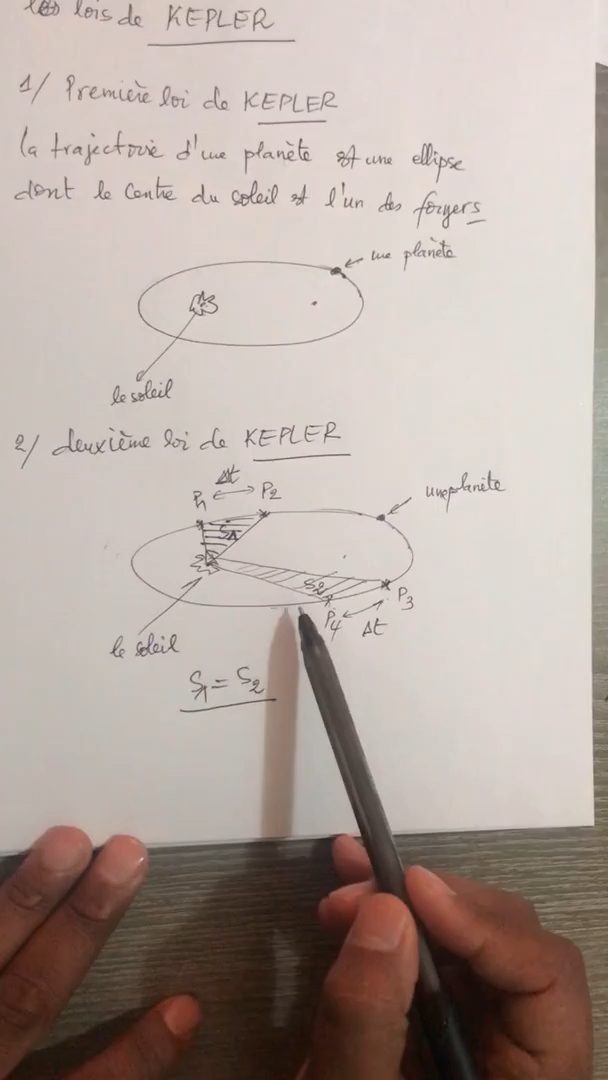 les lois de KEPLER
1/ Première loi de KEPLER
la trajectoire d'une planète est une ellipse
dont le centre du soleil est l'un des foyers
une planète
le soleil
2/ deuxième loi de KEPLER
Δt
P1 P2
une planète
S1
S2
P3
P4
Δt
le soleil
S1 = S2